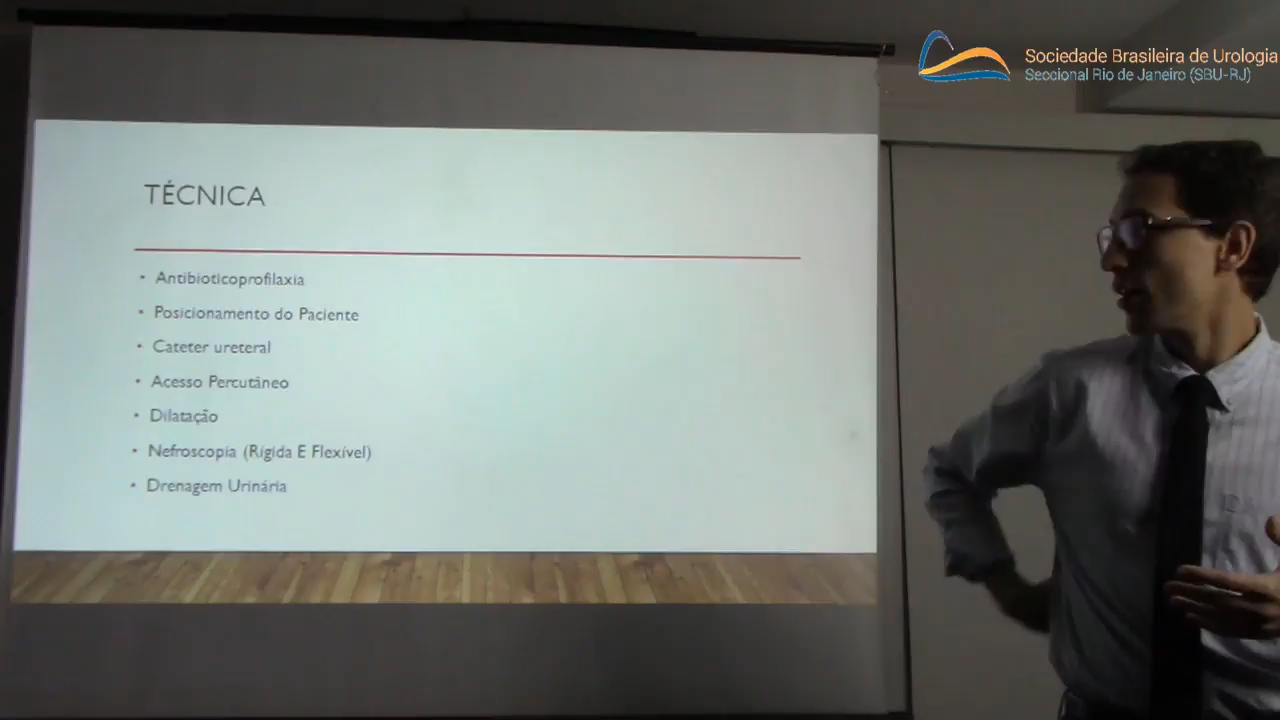 Sociedade Brasileira de Urologia
Seccional Rio de Janeiro (SBU-RJ)
TÉCNICA
• Antibioticoprofilaxia
• Posicionamento do Paciente
• Cateter ureteral
• Acesso Percutâneo
• Dilatação
• Nefroscopia (Rígida E Flexível)
• Drenagem Urinária